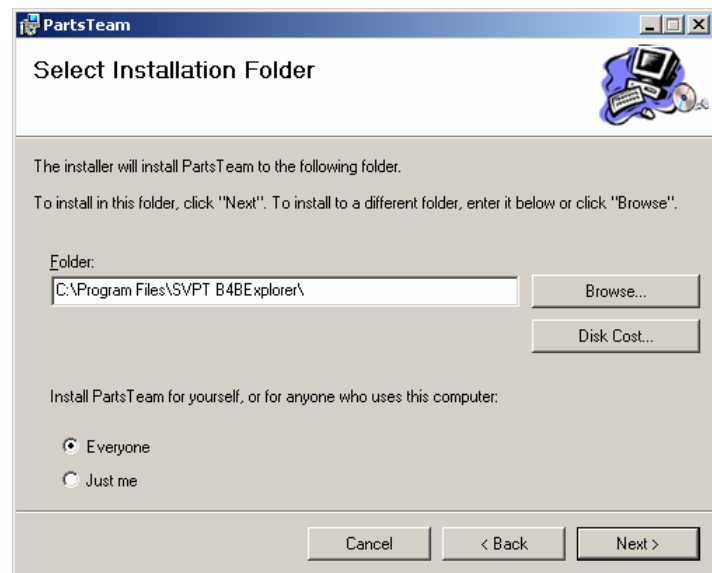 PartsTeam
Select Installation Folder
The installer will install PartsTeam to the following folder.
To install in this folder, click "Next". To install to a different folder, enter it below or click "Browse".
Folder:
C:\Program Files\SVPT B4BExplorer\
Browse...
Disk Cost...
Install PartsTeam for yourself, or for anyone who uses this computer:
Everyone
Just me
Cancel
< Back
Next >